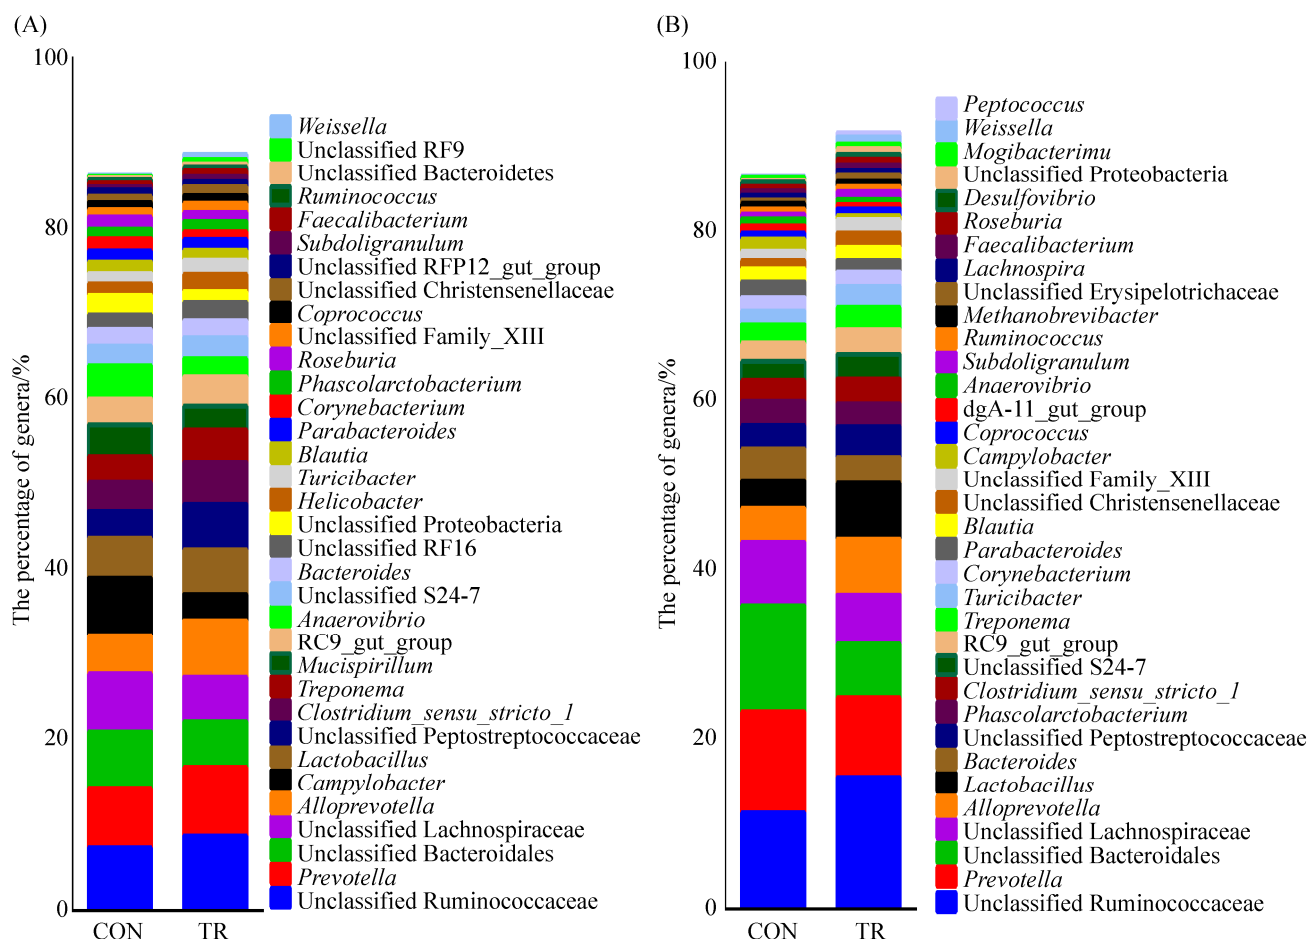 (A)
The percentage of genera/%
100
80
60
40
20
0
CON
TR
Weissella
Unclassified RF9
Unclassified Bacteroidetes
Ruminococcus
Faecalibacterium
Subdoligranulum
Unclassified RFP12_gut_group
Unclassified Christensenellaceae
Coprococcus
Unclassified Family_XIII
Roseburia
Phascolarctobacterium
Corynebacterium
Parabacteroides
Blautia
Turicibacter
Helicobacter
Unclassified Proteobacteria
Unclassified RF16
Bacteroides
Unclassified S24-7
Anaerovibrio
RC9_gut_group
Mucispirillum
Treponema
Clostridium_sensu_stricto_1
Unclassified Peptostreptococcaceae
Lactobacillus
Campylobacter
Alloprevotella
Unclassified Lachnospiraceae
Unclassified Bacteroidales
Prevotella
Unclassified Ruminococcaceae
(B)
The percentage of genera/%
100
80
60
40
20
0
CON
TR
Peptococcus
Weissella
Mogibacterimu
Unclassified Proteobacteria
Desulfovibrio
Roseburia
Faecalibacterium
Lachnospira
Unclassified Erysipelotrichaceae
Methanobrevibacter
Ruminococcus
Subdoligranulum
Anaerovibrio
dgA-11_gut_group
Coprococcus
Campylobacter
Unclassified Family_XIII
Unclassified Christensenellaceae
Blautia
Parabacteroides
Corynebacterium
Turicibacter
Treponema
RC9_gut_group
Unclassified S24-7
Clostridium_sensu_stricto_1
Phascolarctobacterium
Unclassified Peptostreptococcaceae
Bacteroides
Lactobacillus
Alloprevotella
Unclassified Lachnospiraceae
Unclassified Bacteroidales
Prevotella
Unclassified Ruminococcaceae